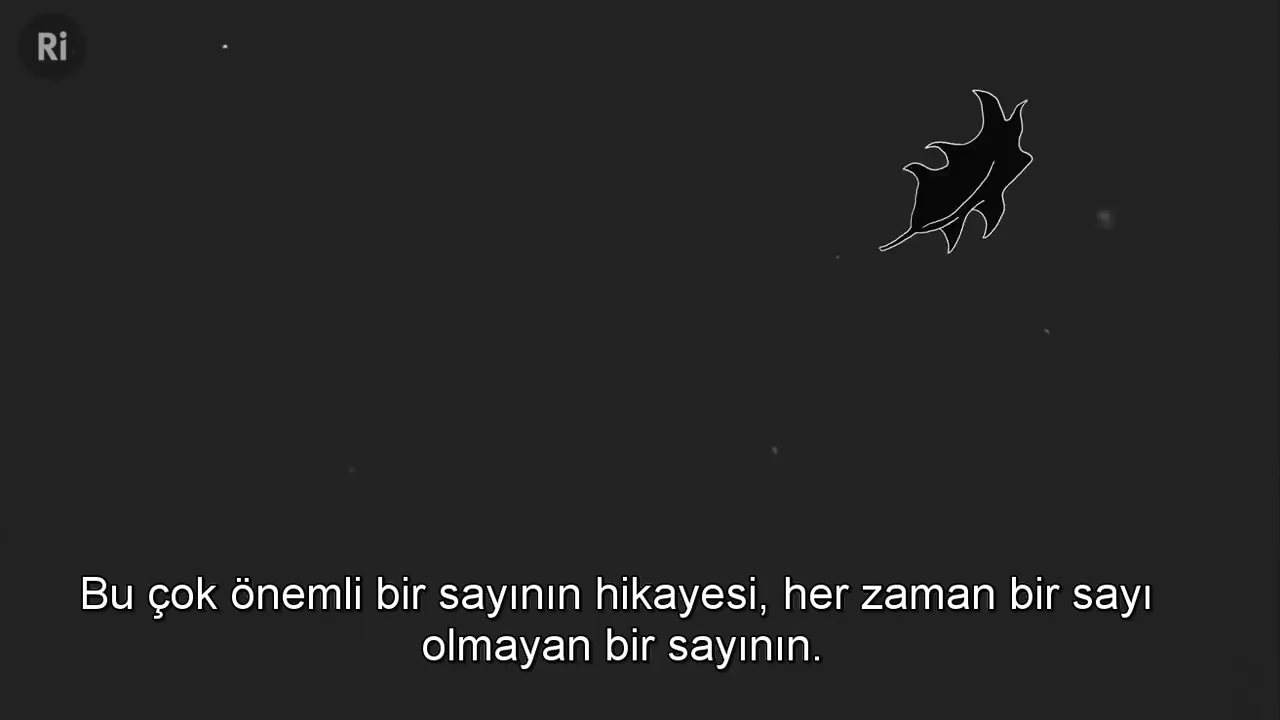 Ri
Bu çok önemli bir sayının hikayesi, her zaman bir sayı
olmayan bir sayının.